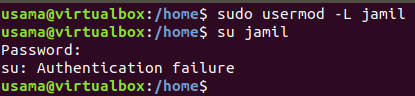 usama@virtualbox:/home$ sudo usermod -L jamil
usama@virtualbox:/home$ su jamil
Password:
su: Authentication failure
usama@virtualbox:/home$